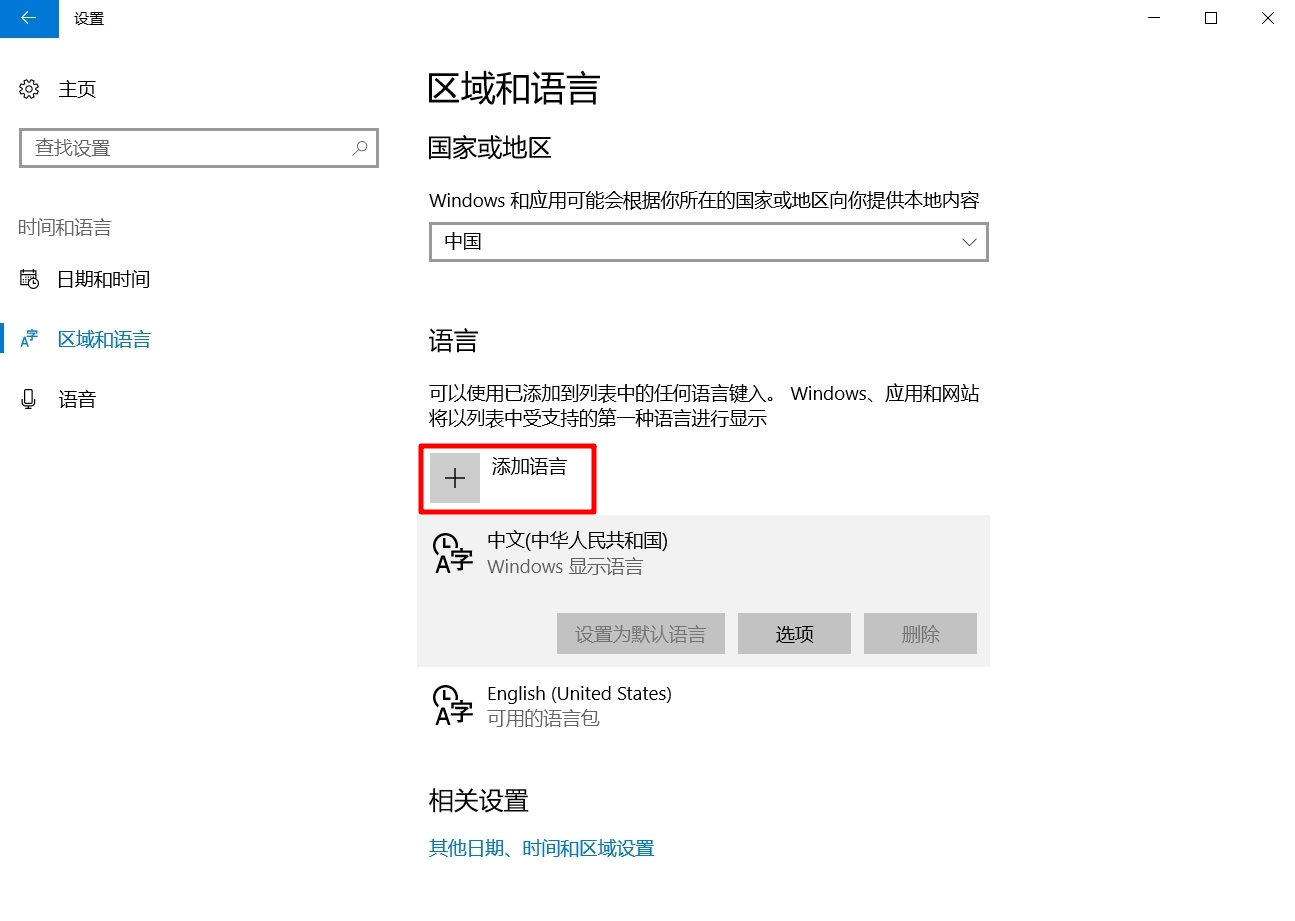 设置
主页
查找设置
时间和语言
日期和时间
区域和语言
语音
区域和语言
国家或地区
Windows 和应用可能会根据你所在的国家或地区向你提供本地内容
中国
语言
可以使用已添加到列表中的任何语言键入。 Windows、应用和网站
将以列表中受支持的第一种语言进行显示
添加语言
中文(中华人民共和国)
Windows 显示语言
设置为默认语言 选项 删除
English (United States)
可用的语言包
相关设置
其他日期、时间和区域设置